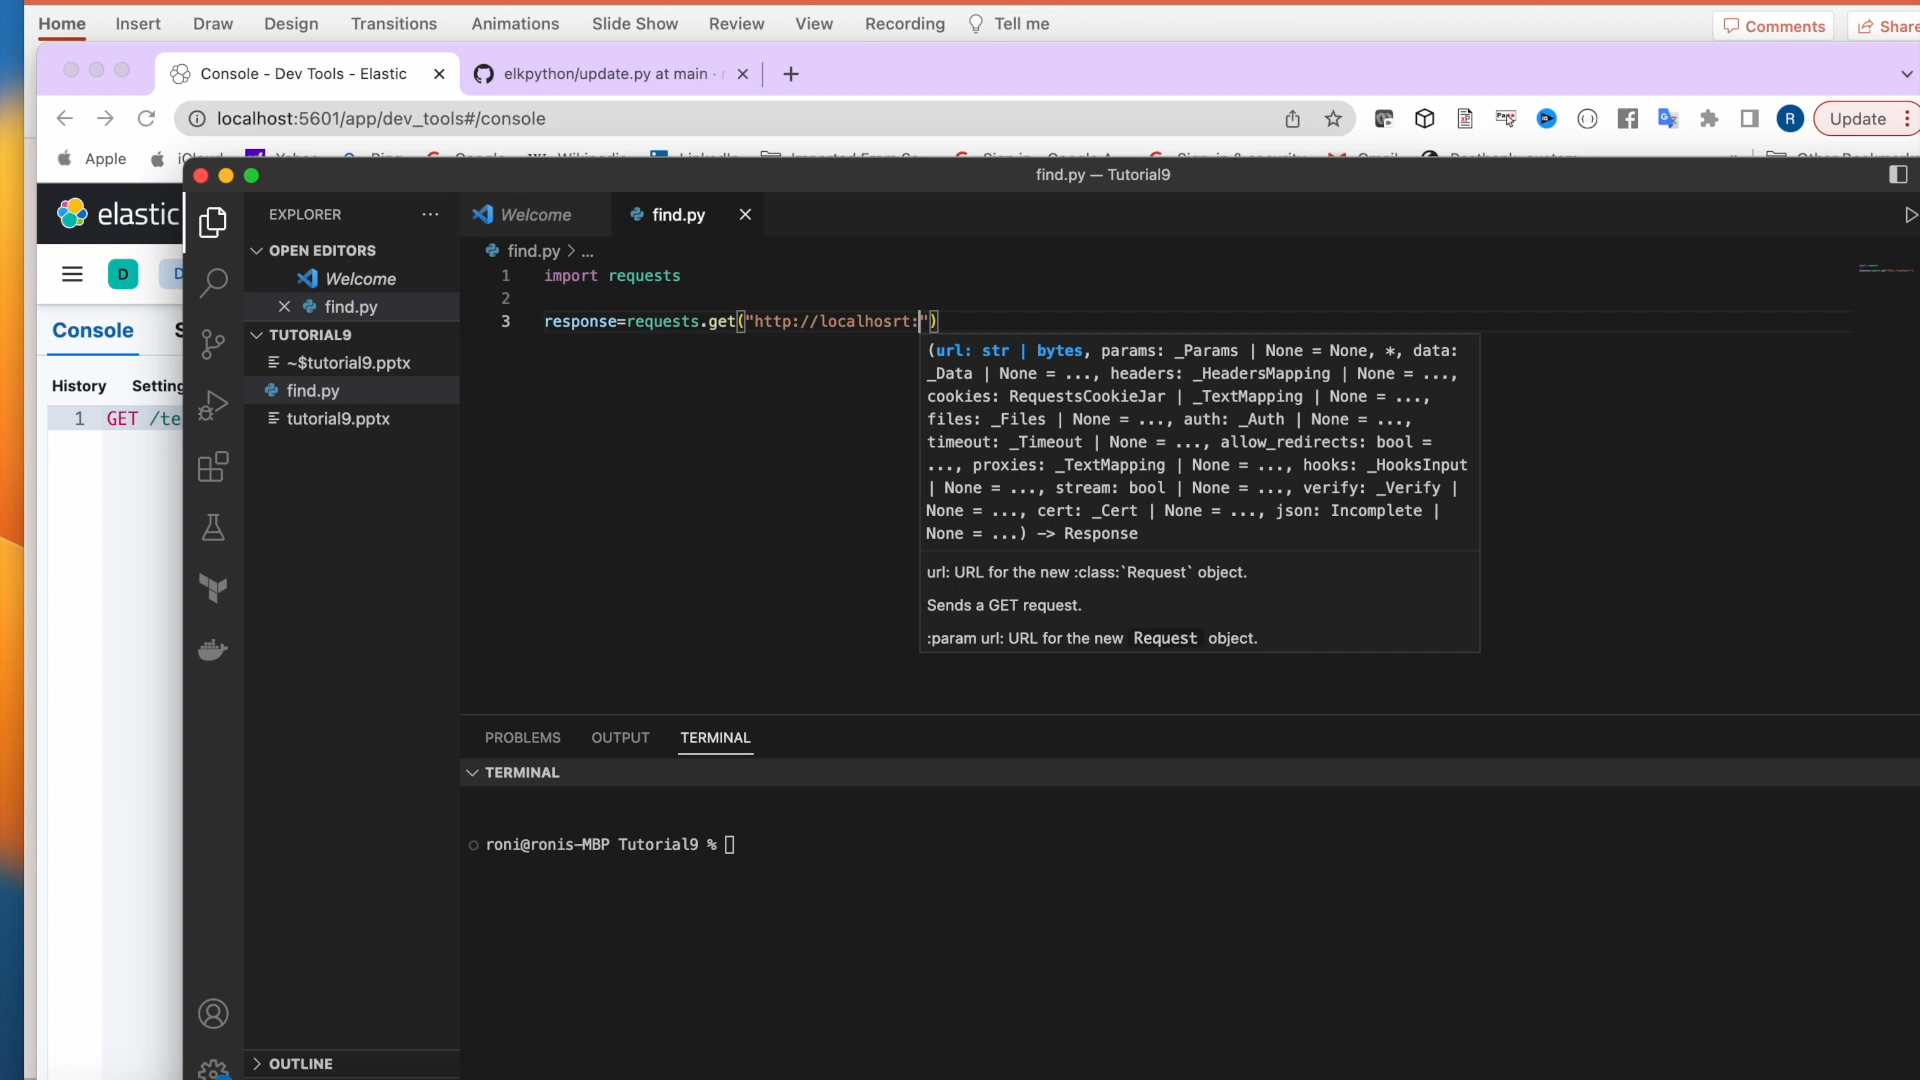 Home Insert Draw Design Transitions Animations Slide Show Review View Recording Tell me Comments Share
Console - Dev Tools - Elastic elkpython/update.py at main ·
localhost:5601/app/dev_tools#/console R Update
Apple
find.py — Tutorial9
elastic
EXPLORER
Welcome find.py
OPEN EDITORS
find.py > ...
Welcome
find.py
D D
1 import requests
2
3 response=requests.get("http://localhosrt:")
TUTORIAL9
~$tutorial9.pptx
find.py
tutorial9.pptx
Console S
History Setting
1 GET /te
(url: str | bytes, params: _Params | None = None, *, data:
_Data | None = ..., headers: _HeadersMapping | None = ...,
cookies: RequestsCookieJar | _TextMapping | None = ...,
files: _Files | None = ..., auth: _Auth | None = ...,
timeout: _Timeout | None = ..., allow_redirects: bool =
..., proxies: _TextMapping | None = ..., hooks: _HooksInput
| None = ..., stream: bool | None = ..., verify: _Verify |
None = ..., cert: _Cert | None = ..., json: Incomplete |
None = ...) -> Response
url: URL for the new :class:`Request` object.
Sends a GET request.
:param url: URL for the new Request object.
PROBLEMS OUTPUT TERMINAL
TERMINAL
roni@ronis-MBP Tutorial9 %
OUTLINE